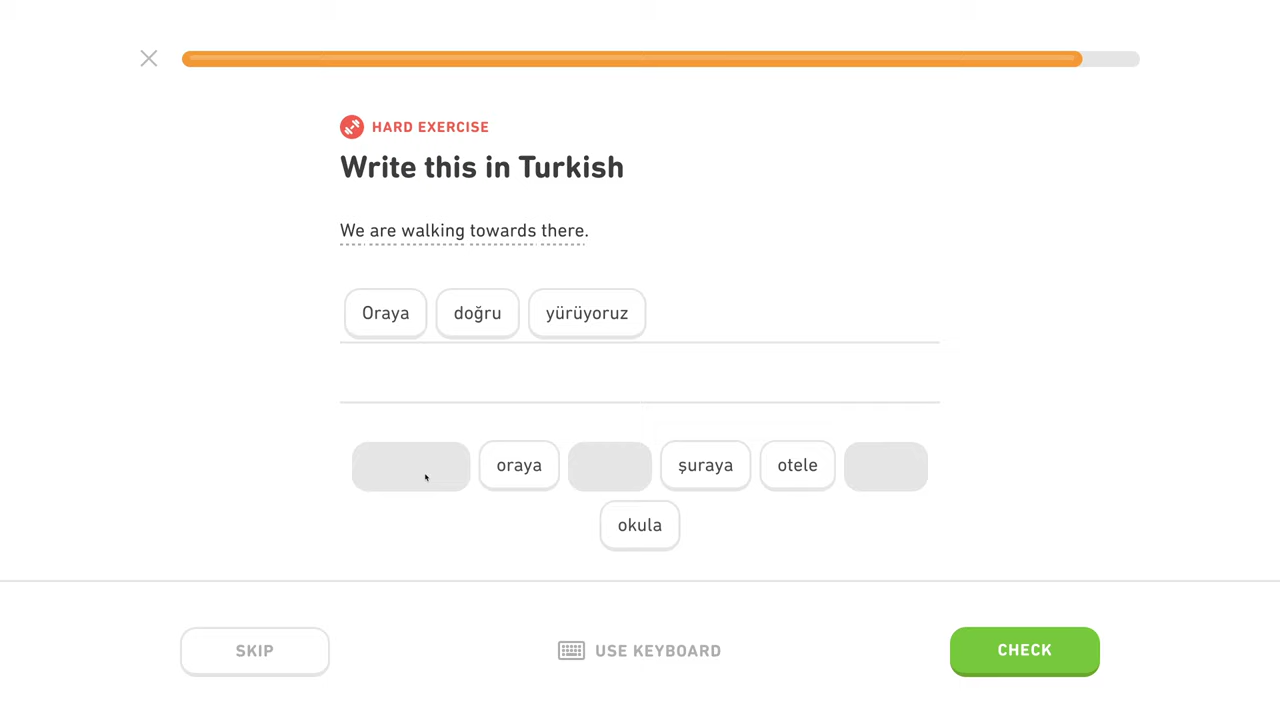 HARD EXERCISE
Write this in Turkish
We are walking towards there.
Oraya doğru yürüyoruz
oraya şuraya otele
okula
SKIP USE KEYBOARD CHECK